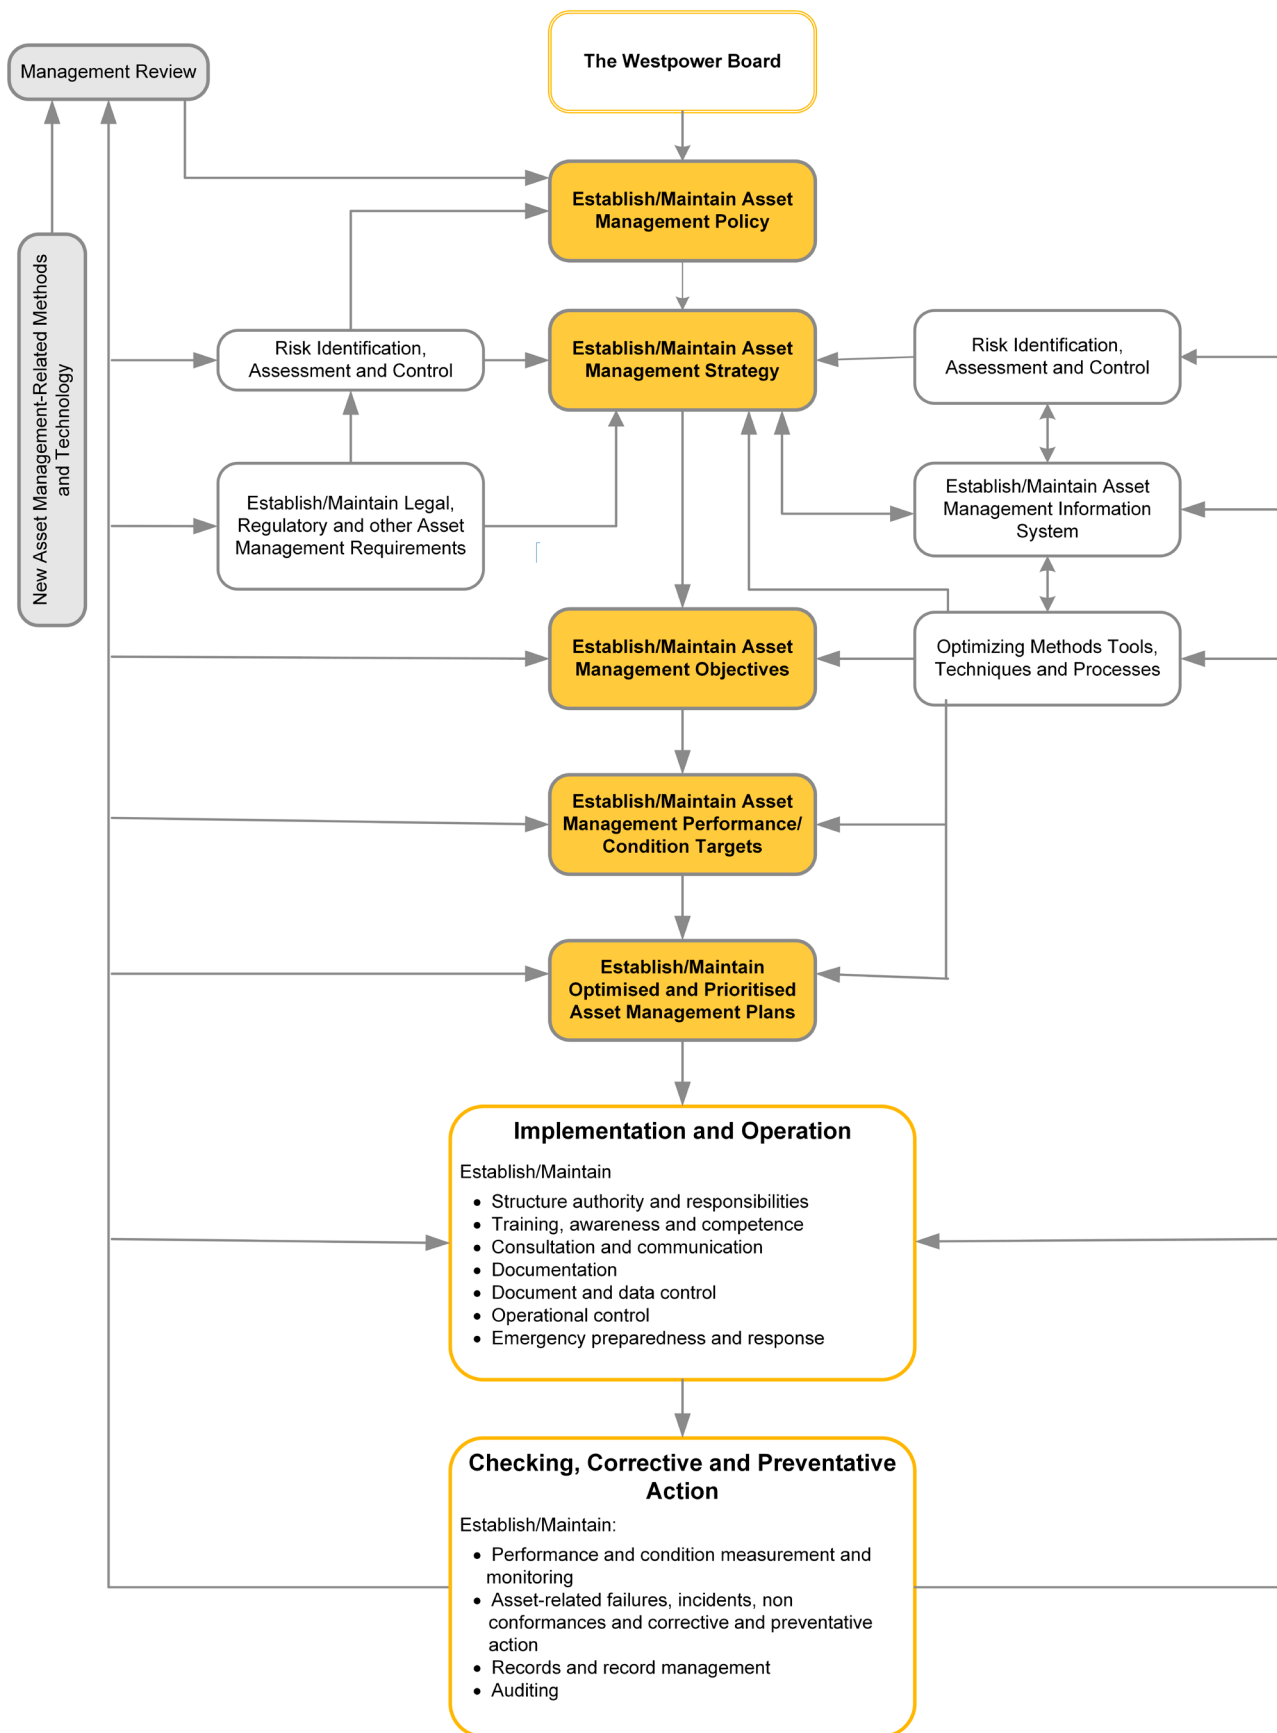 Management Review
The Westpower Board
Establish/Maintain Asset
Management Policy
New Asset Management-Related Methods
and Technology
Risk Identification,
Assessment and Control
Establish/Maintain Asset
Management Strategy
Risk Identification,
Assessment and Control
Establish/Maintain Legal,
Regulatory and other Asset
Management Requirements
Establish/Maintain Asset
Management Information
System
Establish/Maintain Asset
Management Objectives
Optimizing Methods Tools,
Techniques and Processes
Establish/Maintain Asset
Management Performance/
Condition Targets
Establish/Maintain
Optimised and Prioritised
Asset Management Plans
Implementation and Operation
Establish/Maintain
• Structure authority and responsibilities
• Training, awareness and competence
• Consultation and communication
• Documentation
• Document and data control
• Operational control
• Emergency preparedness and response
Checking, Corrective and Preventative
Action
Establish/Maintain:
• Performance and condition measurement and
monitoring
• Asset-related failures, incidents, non
conformances and corrective and preventative
action
• Records and record management
• Auditing